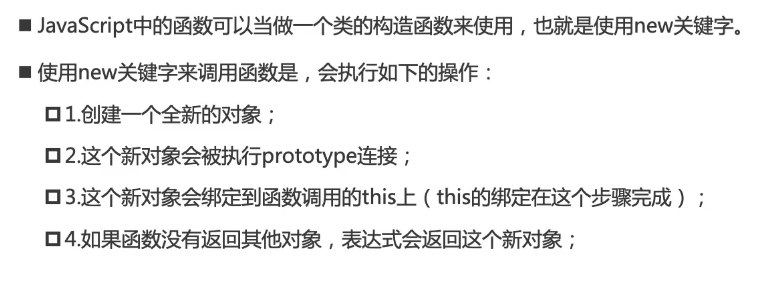 JavaScript中的函数可以当做一个类的构造函数来使用，也就是使用new关键字。
使用new关键字来调用函数是，会执行如下的操作：
1.创建一个全新的对象；
2.这个新对象会被执行prototype连接；
3.这个新对象会绑定到函数调用的this上（this的绑定在这个步骤完成）；
4.如果函数没有返回其他对象，表达式会返回这个新对象；